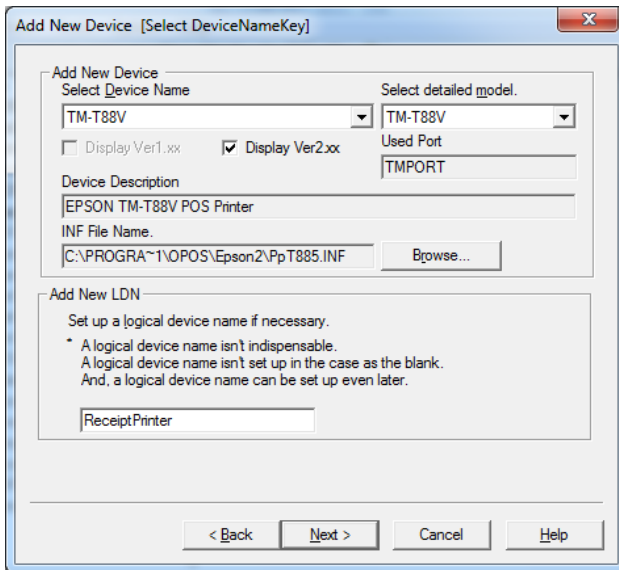 Add New Device [Select DeviceNameKey]
Add New Device
Select Device Name
Select detailed model.
TM-T88V
TM-T88V
Display Ver1.xx
Display Ver2.xx
Used Port
TMPORT
Device Description
EPSON TM-T88V POS Printer
INF File Name.
C:\PROGRA~1\OPOS\Epson2\PpT885.INF
Browse...
Add New LDN
Set up a logical device name if necessary.
* A logical device name isn't indispensable.
A logical device name isn't set up in the case as the blank.
And, a logical device name can be set up even later.
ReceiptPrinter
< Back
Next >
Cancel
Help